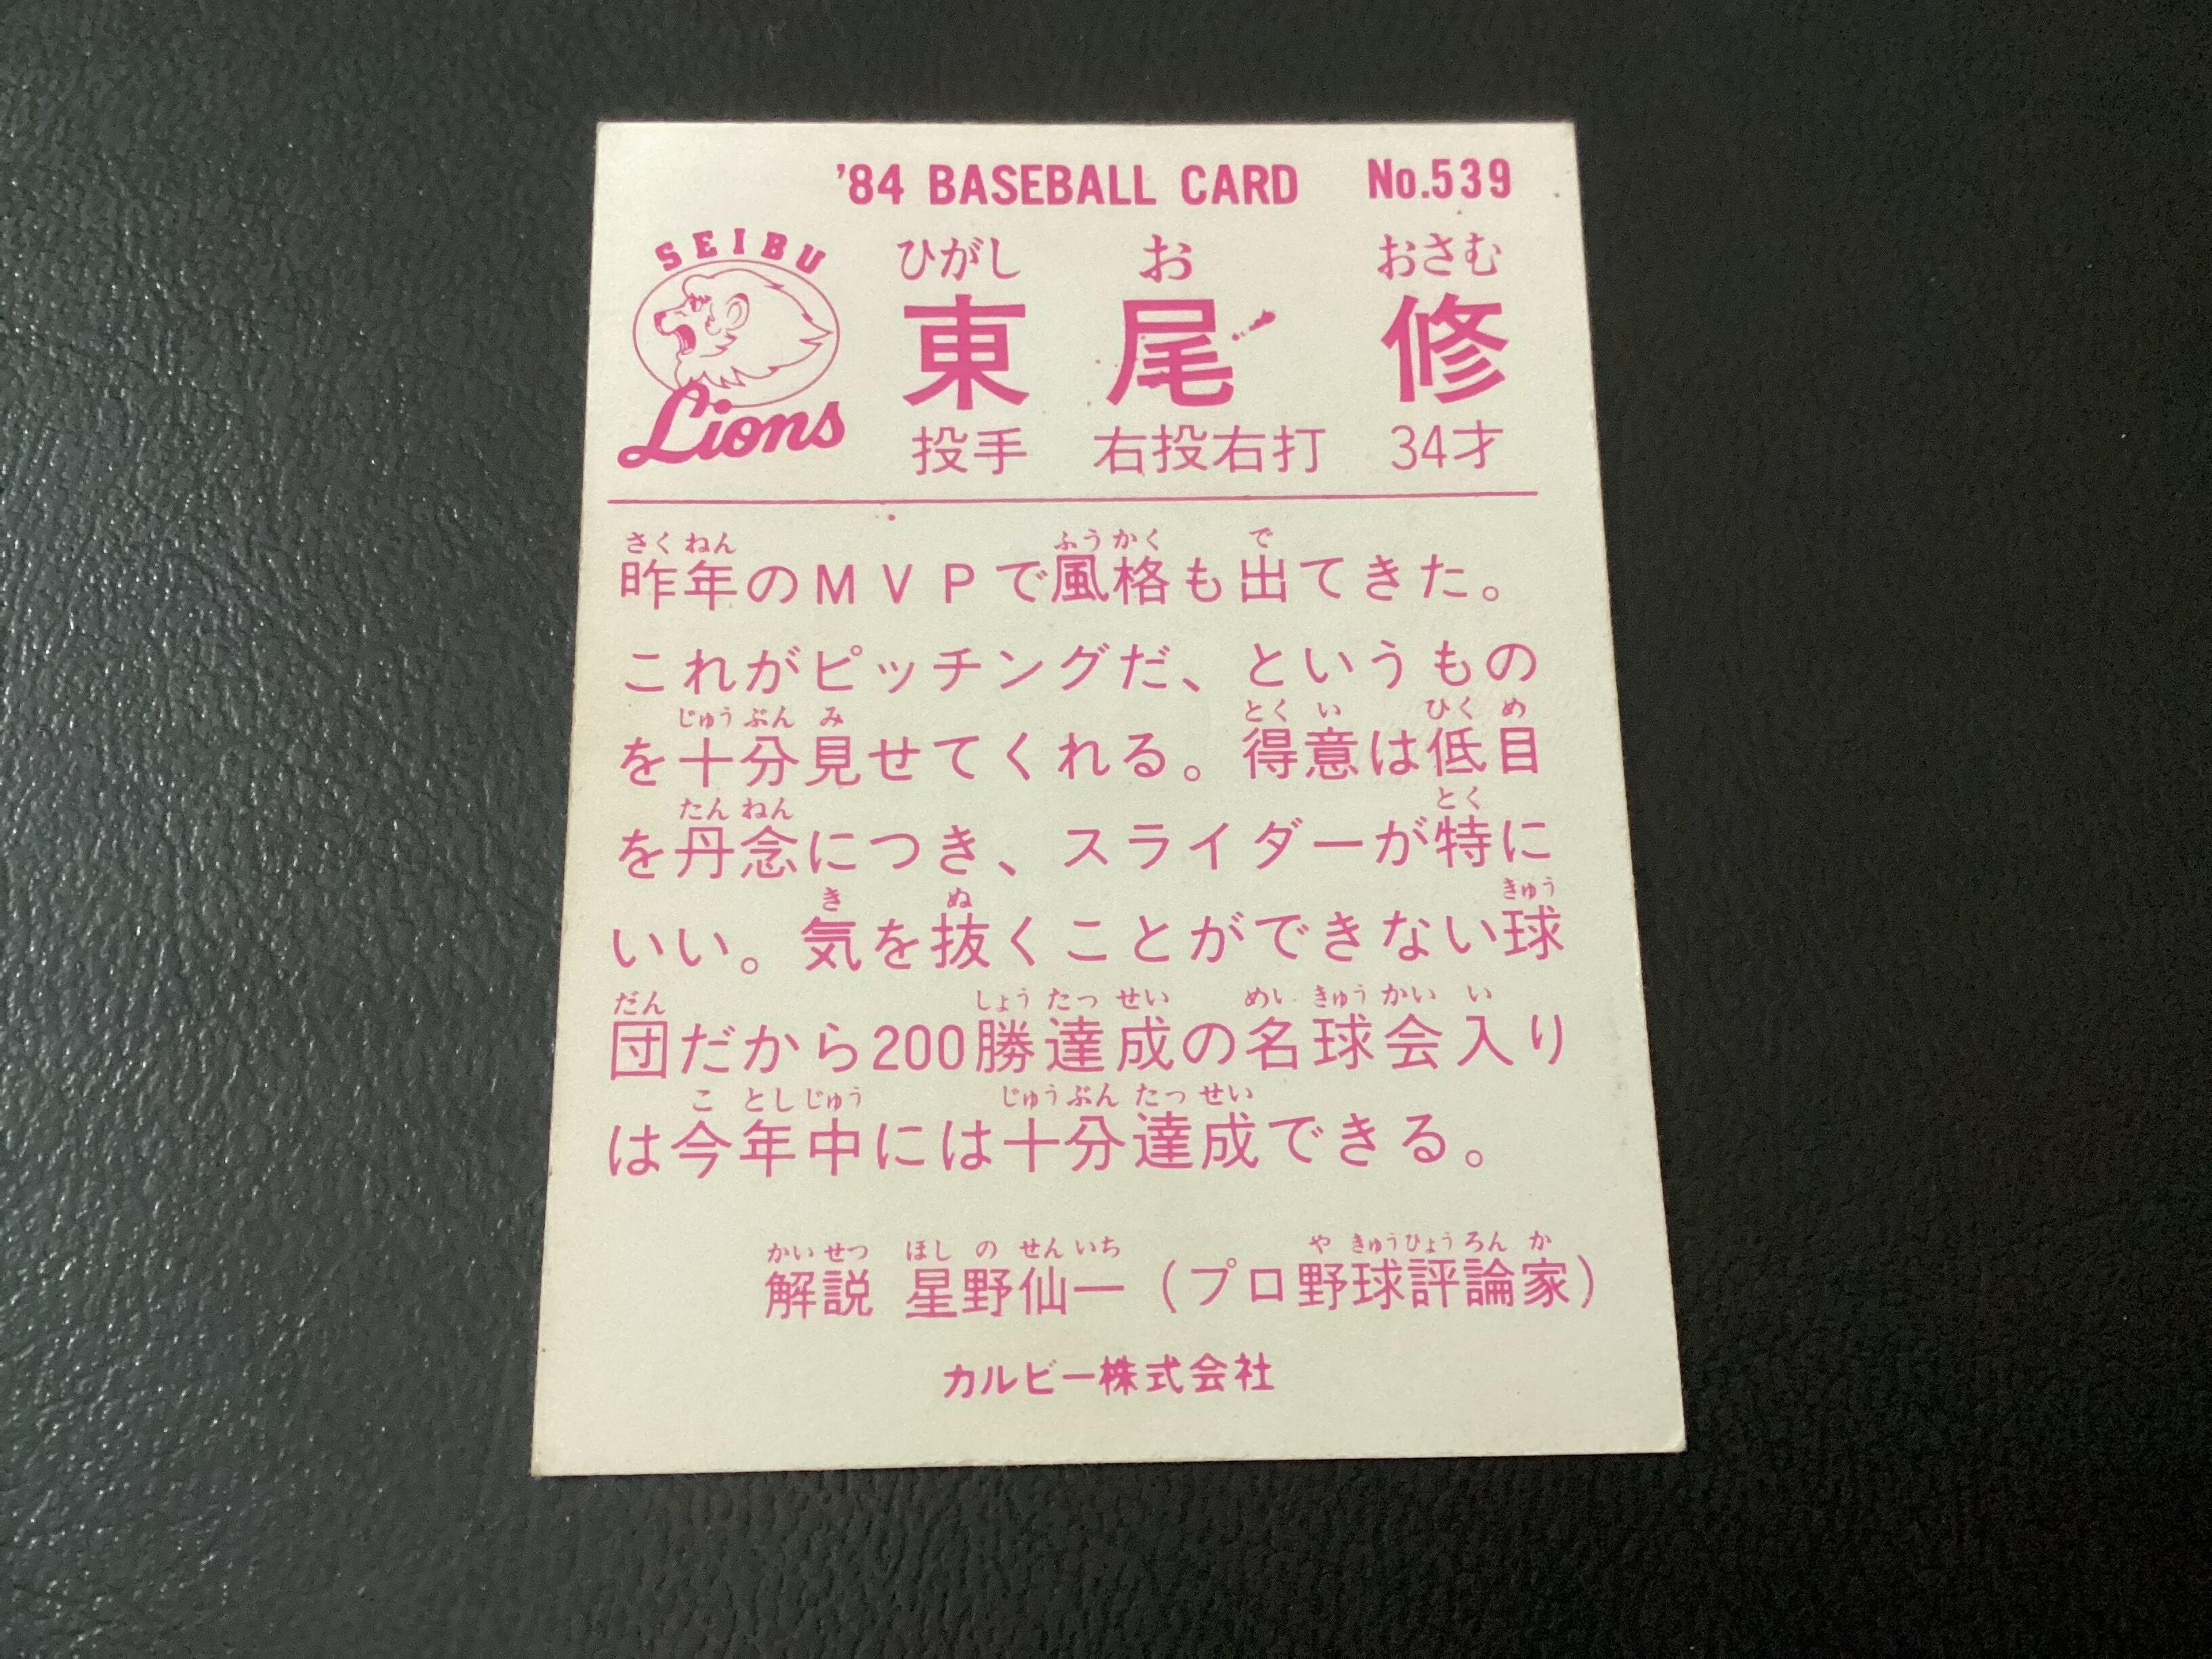 '84 BASEBALL CARD No.539
SEIBU
Lions
ひがし お おさむ
東 尾 修
投手 右投右打 34才
さくねん ふうかく で
昨年のMVPで風格も出てきた。
これがピッチングだ、というもの
じゅうぶん み とくい ひくめ
を十分見せてくれる。得意は低目
たんねん とく
を丹念につき、スライダーが特に
き ぬ きゅう
いい。気を抜くことができない球
だん しょうたっせい めいきゅうかいい
団だから200勝達成の名球会入り
ことしじゅう じゅうぶんたっせい
は今年中には十分達成できる。
かいせつ ほしのせんいち やきゅうひょうろんか
解説 星野仙一(プロ野球評論家)
カルビー株式会社